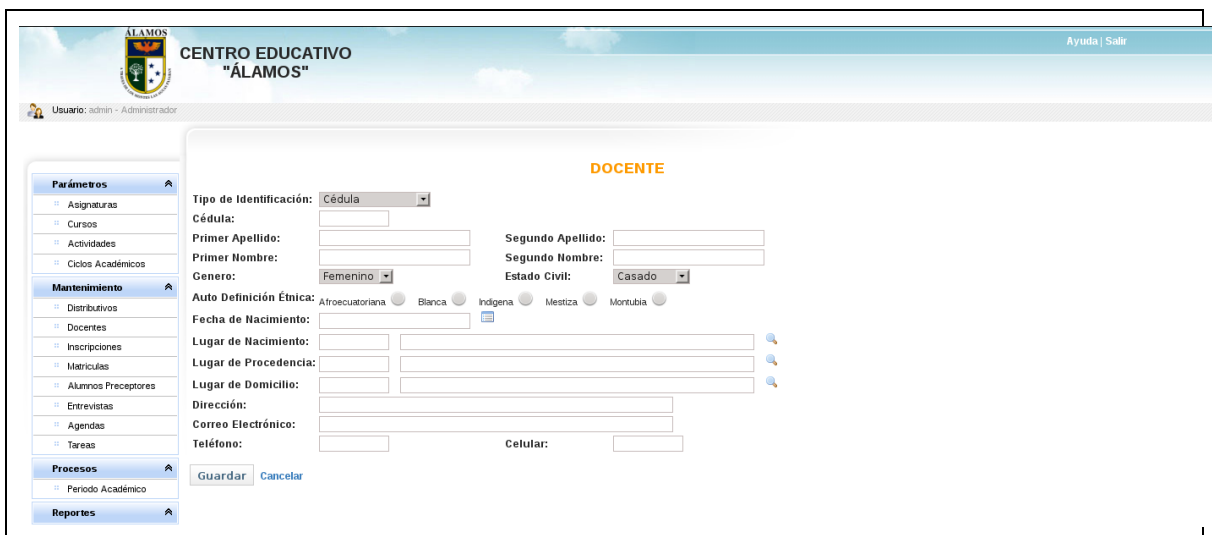 ÁLAMOS
CENTRO EDUCATIVO
"ÁLAMOS"
Ayuda | Salir
Usuario: admin - Administrador
Parámetros
Asignaturas
Cursos
Actividades
Ciclos Académicos
Mantenimiento
Distributivos
Docentes
Inscripciones
Matriculas
Alumnos Preceptores
Entrevistas
Agendas
Tareas
Procesos
Periodo Académico
Reportes
DOCENTE
Tipo de Identificación: Cédula
Cédula:
Primer Apellido: Segundo Apellido:
Primer Nombre: Segundo Nombre:
Genero: Femenino Estado Civil: Casado
Auto Definición Étnica: Afroecuatoriana Blanca Indigena Mestiza Montubia
Fecha de Nacimiento:
Lugar de Nacimiento:
Lugar de Procedencia:
Lugar de Domicilio:
Dirección:
Correo Electrónico:
Teléfono: Celular:
Guardar Cancelar